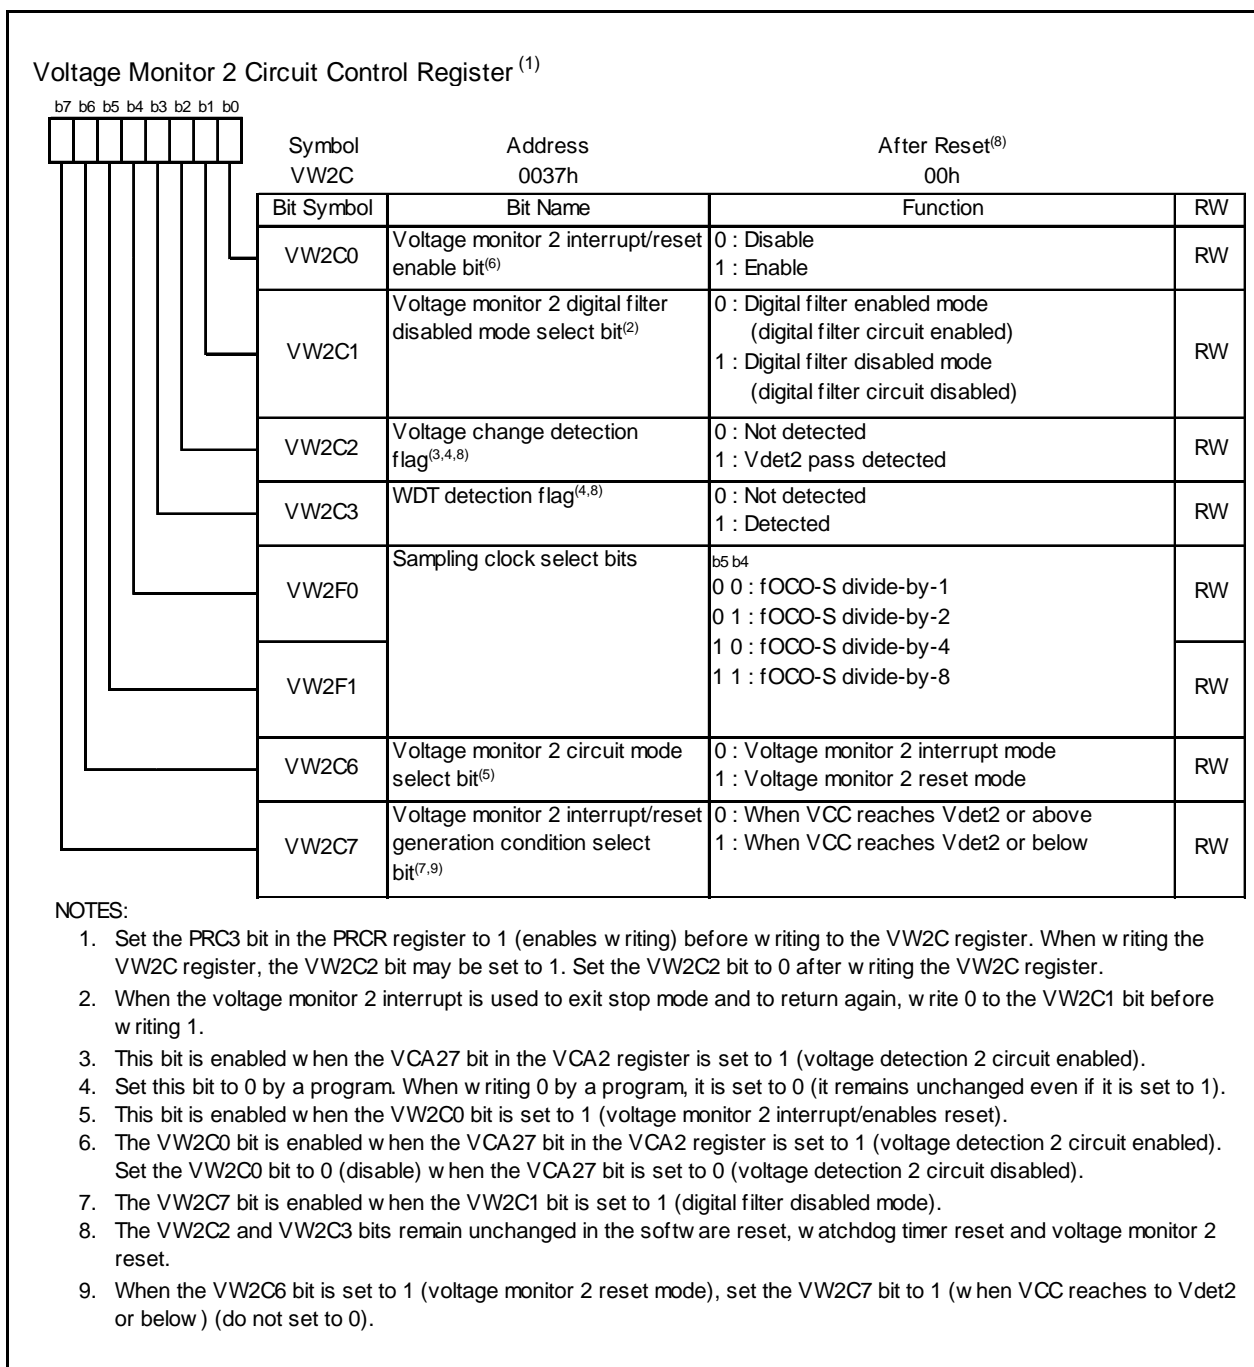 Voltage Monitor 2 Circuit Control Register (1)
b7 b6 b5 b4 b3 b2 b1 b0
Symbol Address After Reset(8)
VW2C 0037h 00h
Bit Symbol Bit Name Function RW
VW2C0 Voltage monitor 2 interrupt/reset enable bit(6) 0 : Disable RW
1 : Enable
VW2C1 Voltage monitor 2 digital filter disabled mode select bit(2) 0 : Digital filter enabled mode RW
(digital filter circuit enabled)
1 : Digital filter disabled mode
(digital filter circuit disabled)
VW2C2 Voltage change detection flag(3,4,8) 0 : Not detected RW
1 : Vdet2 pass detected
VW2C3 WDT detection flag(4,8) 0 : Not detected RW
1 : Detected
VW2F0 Sampling clock select bits b5 b4 RW
0 0 : fOCO-S divide-by-1
0 1 : fOCO-S divide-by-2
1 0 : fOCO-S divide-by-4
VW2F1 1 1 : fOCO-S divide-by-8 RW
VW2C6 Voltage monitor 2 circuit mode select bit(5) 0 : Voltage monitor 2 interrupt mode RW
1 : Voltage monitor 2 reset mode
VW2C7 Voltage monitor 2 interrupt/reset generation condition select bit(7,9) 0 : When VCC reaches Vdet2 or above RW
1 : When VCC reaches Vdet2 or below
NOTES:
1. Set the PRC3 bit in the PRCR register to 1 (enables writing) before writing to the VW2C register. When writing the
VW2C register, the VW2C2 bit may be set to 1. Set the VW2C2 bit to 0 after writing the VW2C register.
2. When the voltage monitor 2 interrupt is used to exit stop mode and to return again, write 0 to the VW2C1 bit before
writing 1.
3. This bit is enabled when the VCA27 bit in the VCA2 register is set to 1 (voltage detection 2 circuit enabled).
4. Set this bit to 0 by a program. When writing 0 by a program, it is set to 0 (it remains unchanged even if it is set to 1).
5. This bit is enabled when the VW2C0 bit is set to 1 (voltage monitor 2 interrupt/enables reset).
6. The VW2C0 bit is enabled when the VCA27 bit in the VCA2 register is set to 1 (voltage detection 2 circuit enabled).
Set the VW2C0 bit to 0 (disable) when the VCA27 bit is set to 0 (voltage detection 2 circuit disabled).
7. The VW2C7 bit is enabled when the VW2C1 bit is set to 1 (digital filter disabled mode).
8. The VW2C2 and VW2C3 bits remain unchanged in the software reset, watchdog timer reset and voltage monitor 2
reset.
9. When the VW2C6 bit is set to 1 (voltage monitor 2 reset mode), set the VW2C7 bit to 1 (when VCC reaches to Vdet2
or below) (do not set to 0).